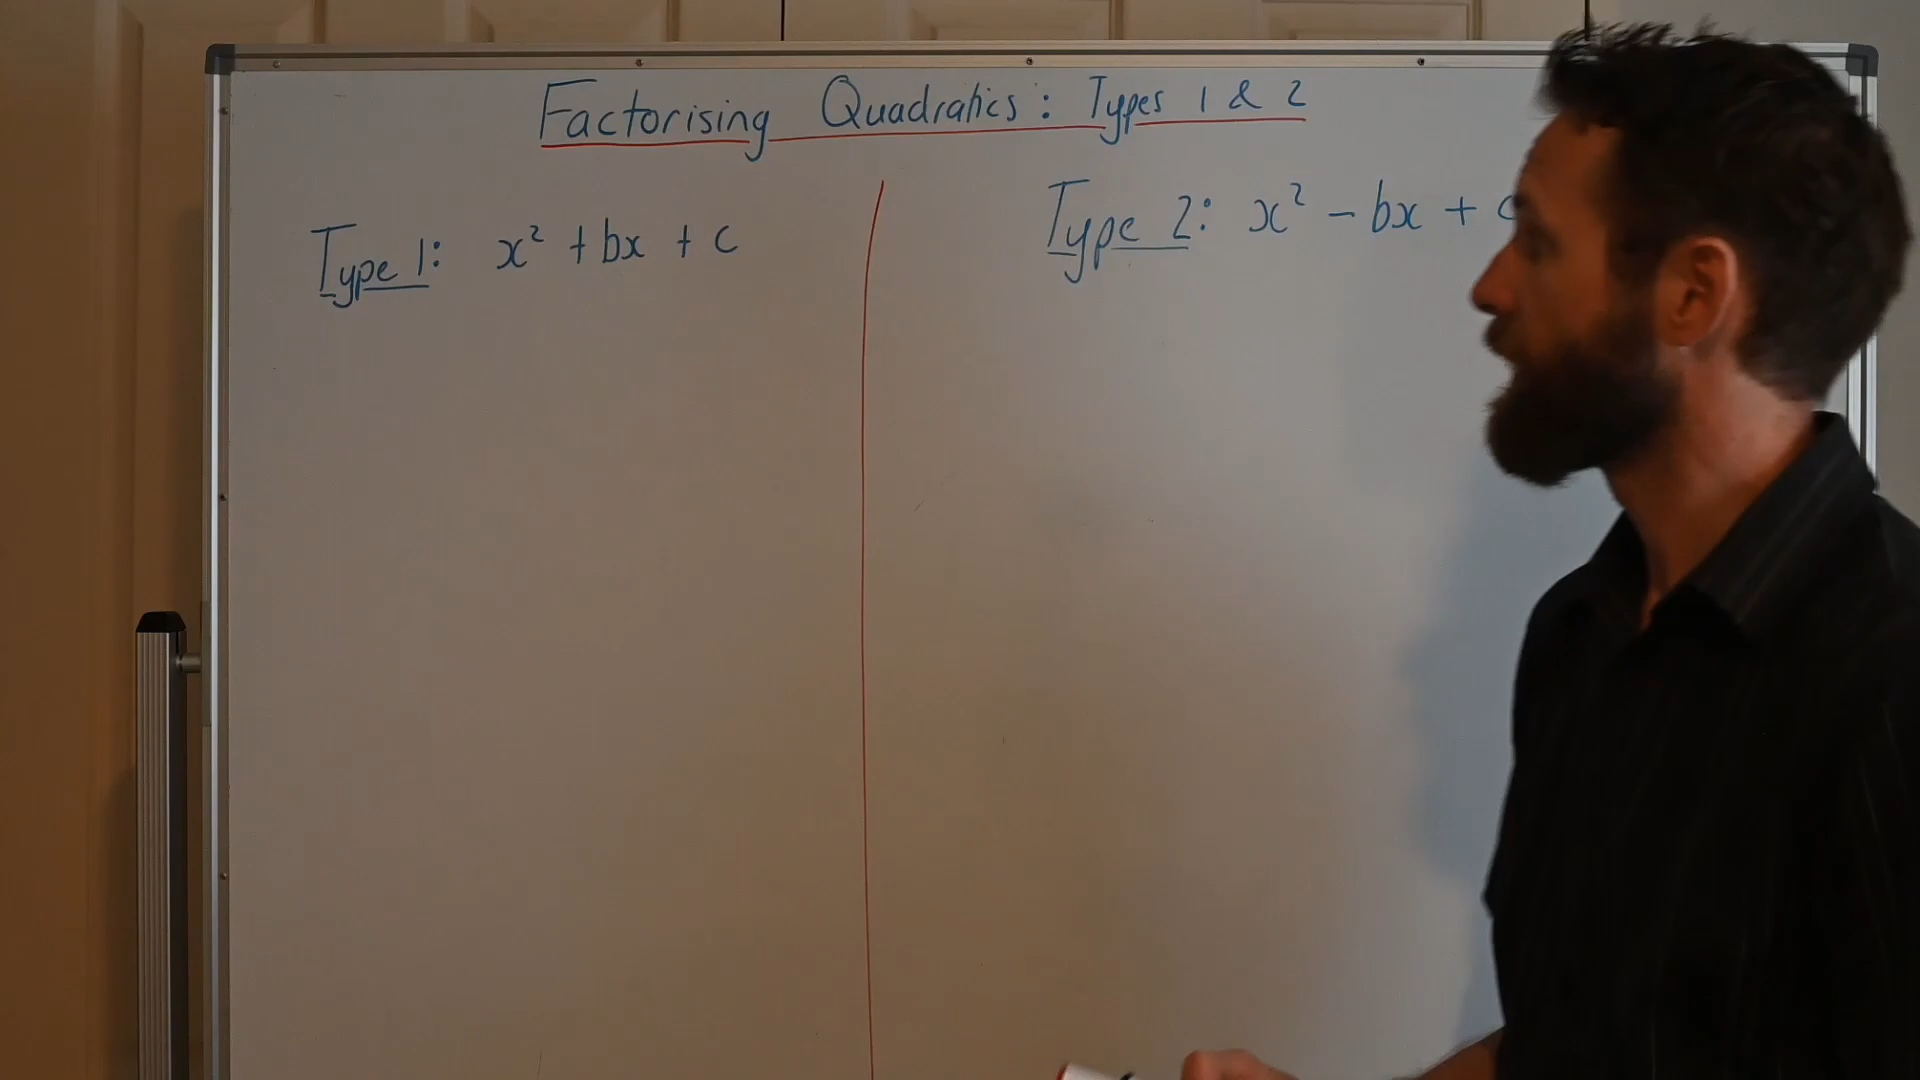 Factorising Quadratics: Types 1 & 2
Type 1: x² + bx + c
Type 2: x² - bx + c